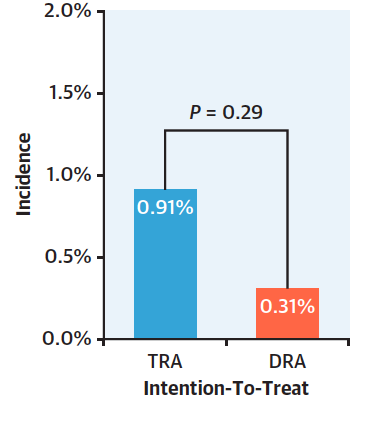 2.0%
1.5%
1.0%
0.5%
0.0%
Incidence
P = 0.29
0.91%
0.31%
TRA
DRA
Intention-To-Treat